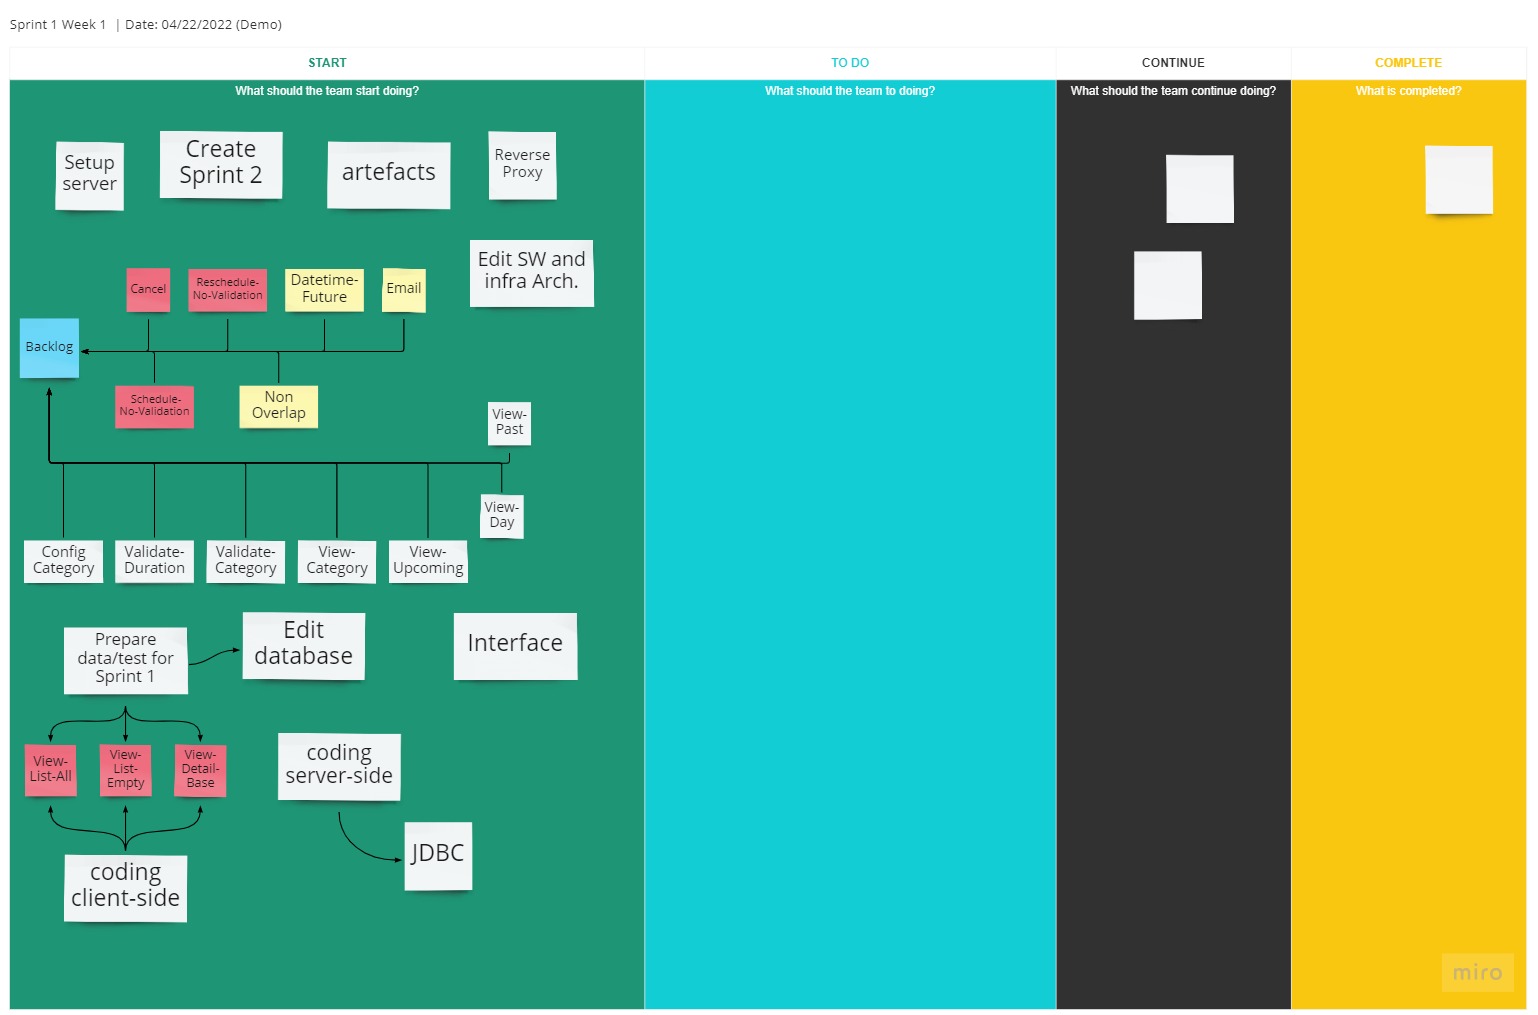 Sprint 1 Week 1 | Date: 04/22/2022 (Demo)
START
TO DO
CONTINUE
COMPLETE
What should the team start doing?
What should the team to doing?
What should the team continue doing?
What is completed?
Setup
server
Create
Sprint 2
artefacts
Reverse
Proxy
Edit SW and
infra Arch.
Cancel
Reschedule-
No-Validation
Datetime-
Future
Email
Backlog
Schedule-
No-Validation
Non
Overlap
View-
Past
View-
Day
Config
Category
Validate-
Duration
Validate-
Category
View-
Category
View-
Upcoming
Prepare
data/test for
Sprint 1
Edit
database
Interface
View-
List-All
View-
List-
Empty
View-
Detail-
Base
coding
server-side
JDBC
coding
client-side
miro